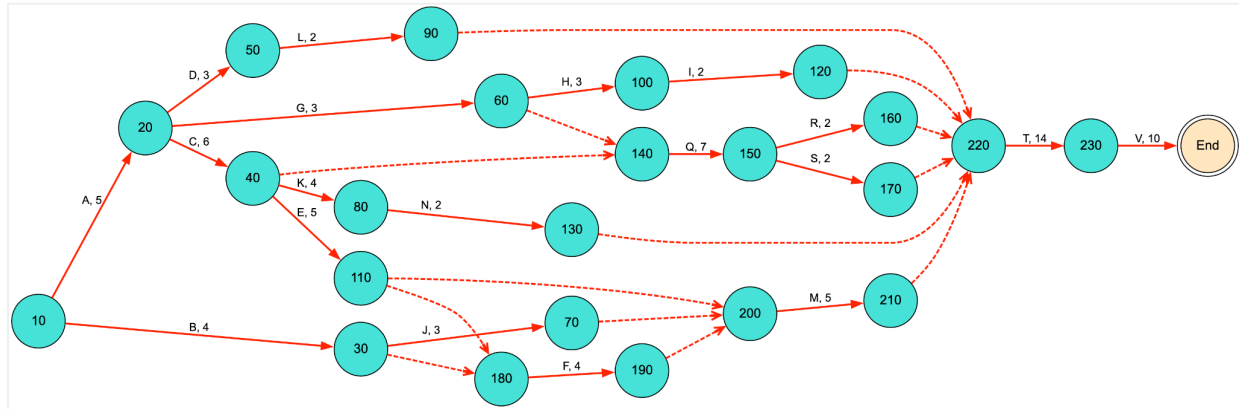 L, 2
50
90
D, 3
H, 3
I, 2
100
120
G, 3
60
R, 2
160
20
C, 6
Q, 7
140
150
220
T, 14
230
V, 10
End
S, 2
170
40
K, 4
E, 5
80
N, 2
130
A, 5
110
M, 5
210
200
10
B, 4
30
J, 3
70
180
F, 4
190